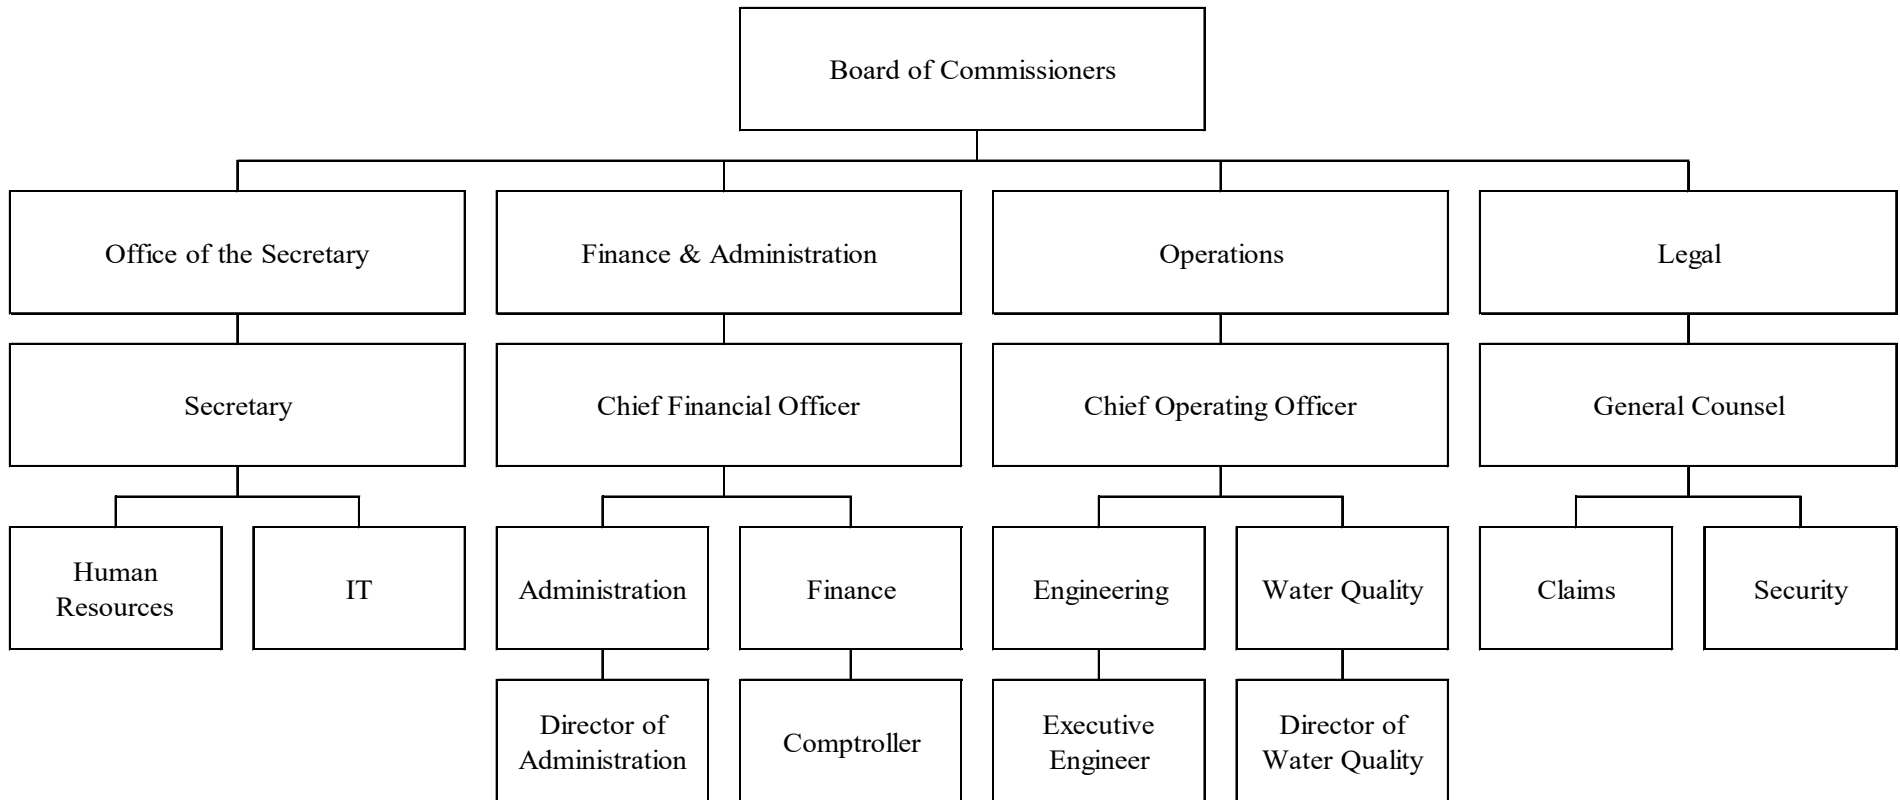 Board of Commissioners
Office of the Secretary
Finance & Administration
Operations
Legal
Secretary
Chief Financial Officer
Chief Operating Officer
General Counsel
Human
Resources
IT
Administration
Finance
Engineering
Water Quality
Claims
Security
Director of
Administration
Comptroller
Executive
Engineer
Director of
Water Quality